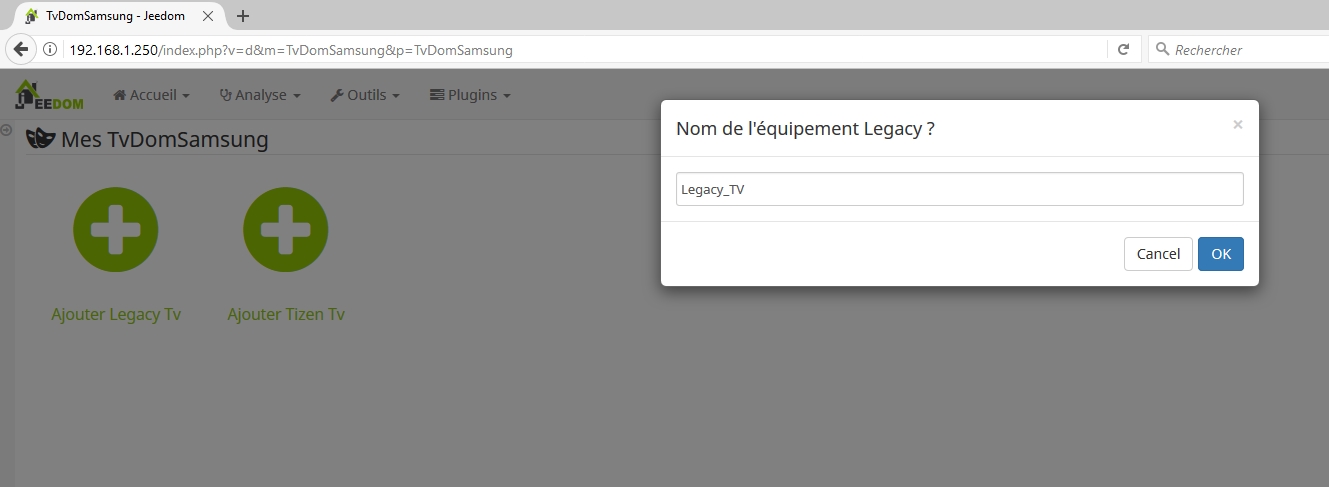 TvDomSamsung - Jeedom
192.168.1.250/index.php?v=d&m=TvDomSamsung&p=TvDomSamsung
Rechercher
JEEDOM Accueil Analyse Outils Plugins
Mes TvDomSamsung
Ajouter Legacy Tv Ajouter Tizen Tv
Nom de l'équipement Legacy ?
×
Legacy_TV
Cancel OK